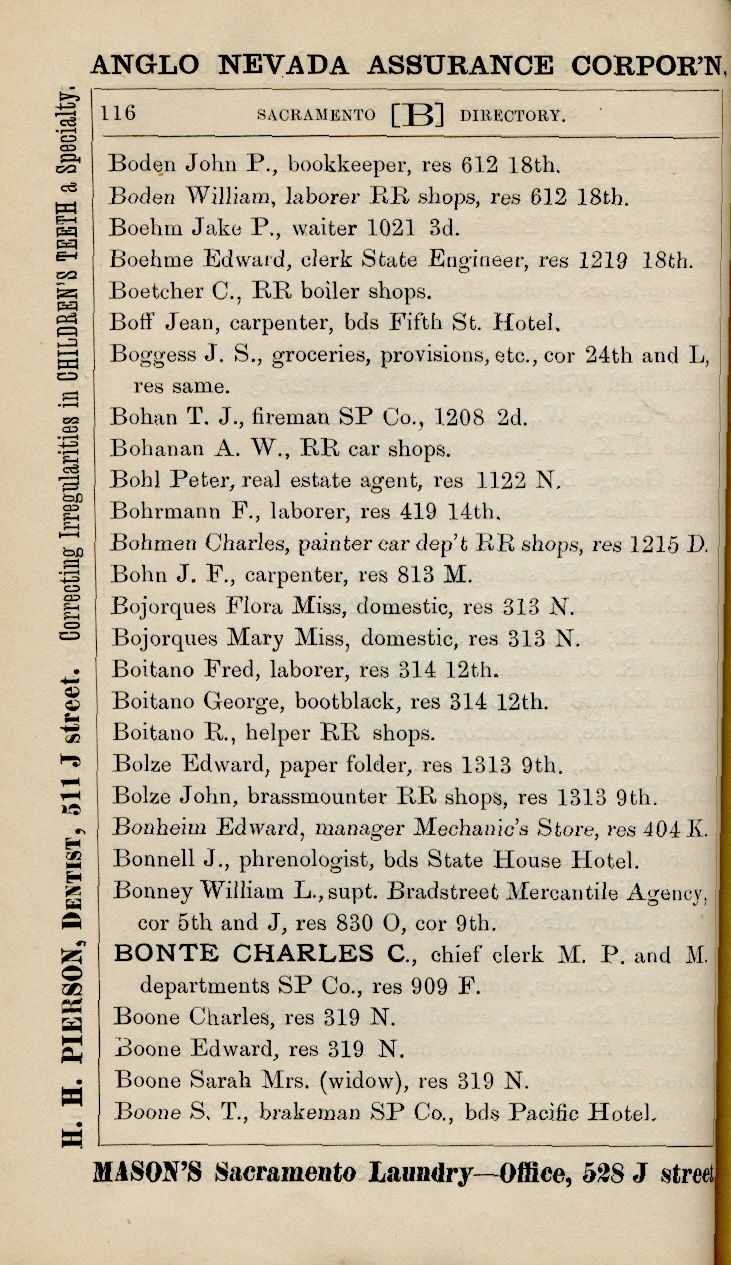 ANGLO NEVADA ASSURANCE CORPOR'N,
116 SACRAMENTO [B] DIRECTORY.
Boden John P., bookkeeper, res 612 18th.
Boden William, laborer RR shops, res 612 18th.
Boehm Jake P., waiter 1021 3d.
Boehme Edward, clerk State Engineer, res 1219 18th.
Boetcher C., RR boiler shops.
Boff Jean, carpenter, bds Fifth St. Hotel.
Boggess J. S., groceries, provisions, etc., cor 24th and L,
res same.
Bohan T. J., fireman SP Co., 1208 2d.
Bohanan A. W., RR car shops.
Bohl Peter, real estate agent, res 1122 N.
Bohrmann F., laborer, res 419 14th.
Bohmen Charles, painter car dep't RR shops, res 1215 D.
Bohn J. F., carpenter, res 813 M.
Bojorques Flora Miss, domestic, res 313 N.
Bojorques Mary Miss, domestic, res 313 N.
Boitano Fred, laborer, res 314 12th.
Boitano George, bootblack, res 314 12th.
Boitano R., helper RR shops.
Bolze Edward, paper folder, res 1313 9th.
Bolze John, brassmounter RR shops, res 1313 9th.
Bonheim Edward, manager Mechanic's Store, res 404 K.
Bonnell J., phrenologist, bds State House Hotel.
Bonney William L., supt. Bradstreet Mercantile Agency,
cor 5th and J, res 830 O, cor 9th.
BONTE CHARLES C., chief clerk M. P. and M.
departments SP Co., res 909 F.
Boone Charles, res 319 N.
Boone Edward, res 319 N.
Boone Sarah Mrs. (widow), res 319 N.
Boone S. T., brakeman SP Co., bds Pacific Hotel.
MASON'S Sacramento Laundry—Office, 528 J street
H. H. PIERSON, DENTIST, 511 J street. Correcting Irregularities in CHILDREN'S TEETH a Specialty.